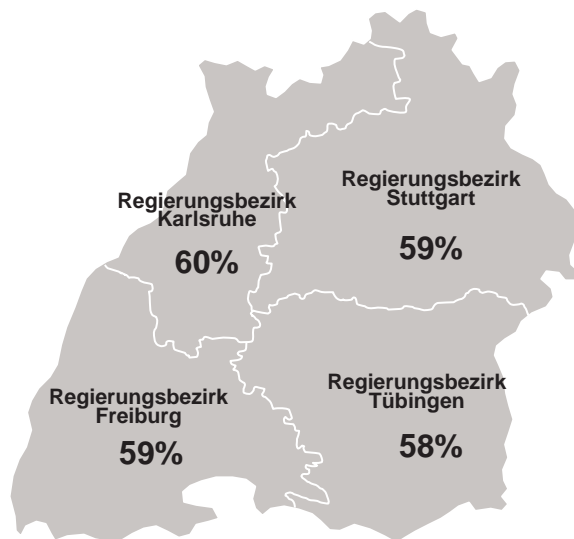 Regierungsbezirk
Stuttgart
59%
Regierungsbezirk
Karlsruhe
60%
Regierungsbezirk
Tübingen
58%
Regierungsbezirk
Freiburg
59%